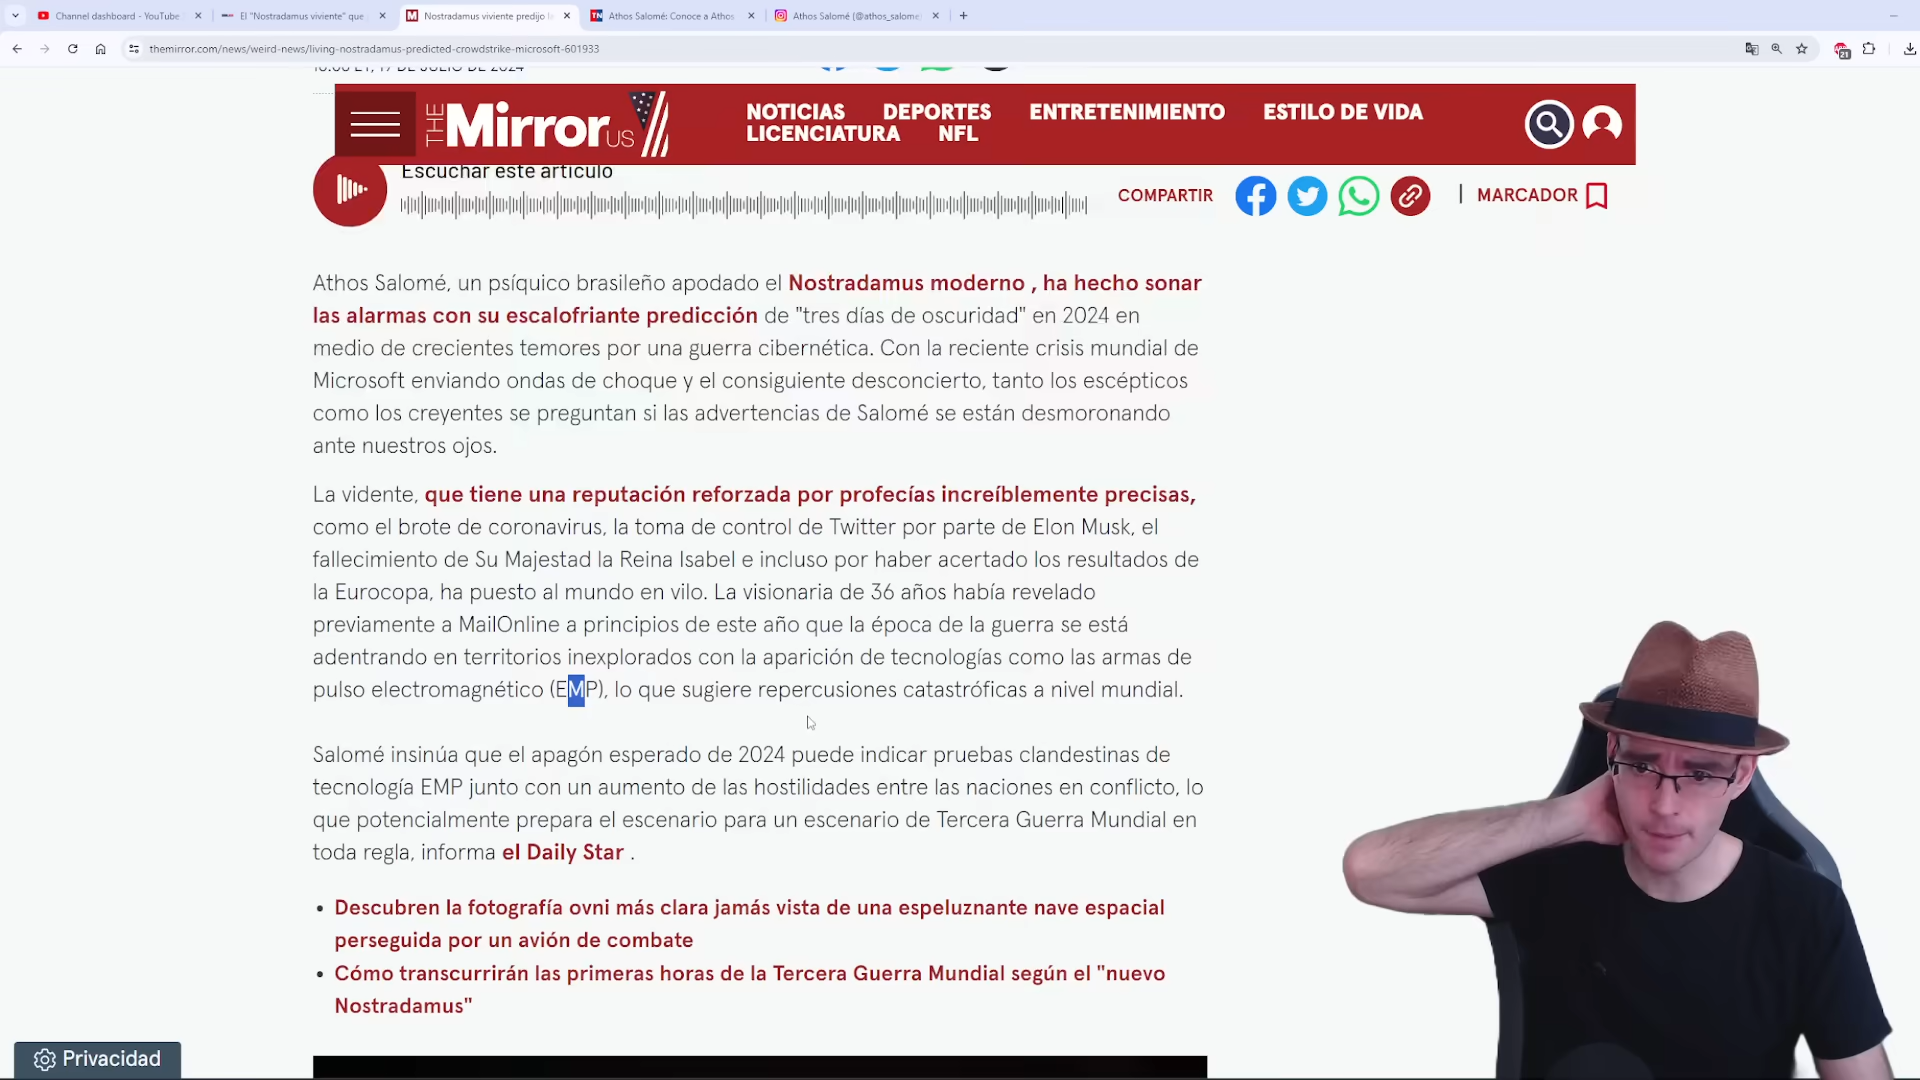 Channel dashboard - YouTube
El "Nostradamus viviente" que
Nostradamus viviente predijo l
Athos Salomé: Conoce a Athos
Athos Salomé (@athos_salome
themirror.com/news/weird-news/living-nostradamus-predicted-crowdstrike-microsoft-601933
21
10:00 ET, 17 DE JULIO DE 2024
THE Mirror US
NOTICIAS DEPORTES ENTRETENIMIENTO ESTILO DE VIDA
LICENCIATURA NFL
Escuchar este artículo
COMPARTIR
MARCADOR
Athos Salomé, un psíquico brasileño apodado el Nostradamus moderno , ha hecho sonar
las alarmas con su escalofriante predicción de "tres días de oscuridad" en 2024 en
medio de crecientes temores por una guerra cibernética. Con la reciente crisis mundial de
Microsoft enviando ondas de choque y el consiguiente desconcierto, tanto los escépticos
como los creyentes se preguntan si las advertencias de Salomé se están desmoronando
ante nuestros ojos.
La vidente, que tiene una reputación reforzada por profecías increíblemente precisas,
como el brote de coronavirus, la toma de control de Twitter por parte de Elon Musk, el
fallecimiento de Su Majestad la Reina Isabel e incluso por haber acertado los resultados de
la Eurocopa, ha puesto al mundo en vilo. La visionaria de 36 años había revelado
previamente a MailOnline a principios de este año que la época de la guerra se está
adentrando en territorios inexplorados con la aparición de tecnologías como las armas de
pulso electromagnético (EMP), lo que sugiere repercusiones catastróficas a nivel mundial.
Salomé insinúa que el apagón esperado de 2024 puede indicar pruebas clandestinas de
tecnología EMP junto con un aumento de las hostilidades entre las naciones en conflicto, lo
que potencialmente prepara el escenario para un escenario de Tercera Guerra Mundial en
toda regla, informa el Daily Star .
• Descubren la fotografía ovni más clara jamás vista de una espeluznante nave espacial
perseguida por un avión de combate
• Cómo transcurrirán las primeras horas de la Tercera Guerra Mundial según el "nuevo
Nostradamus"
Privacidad